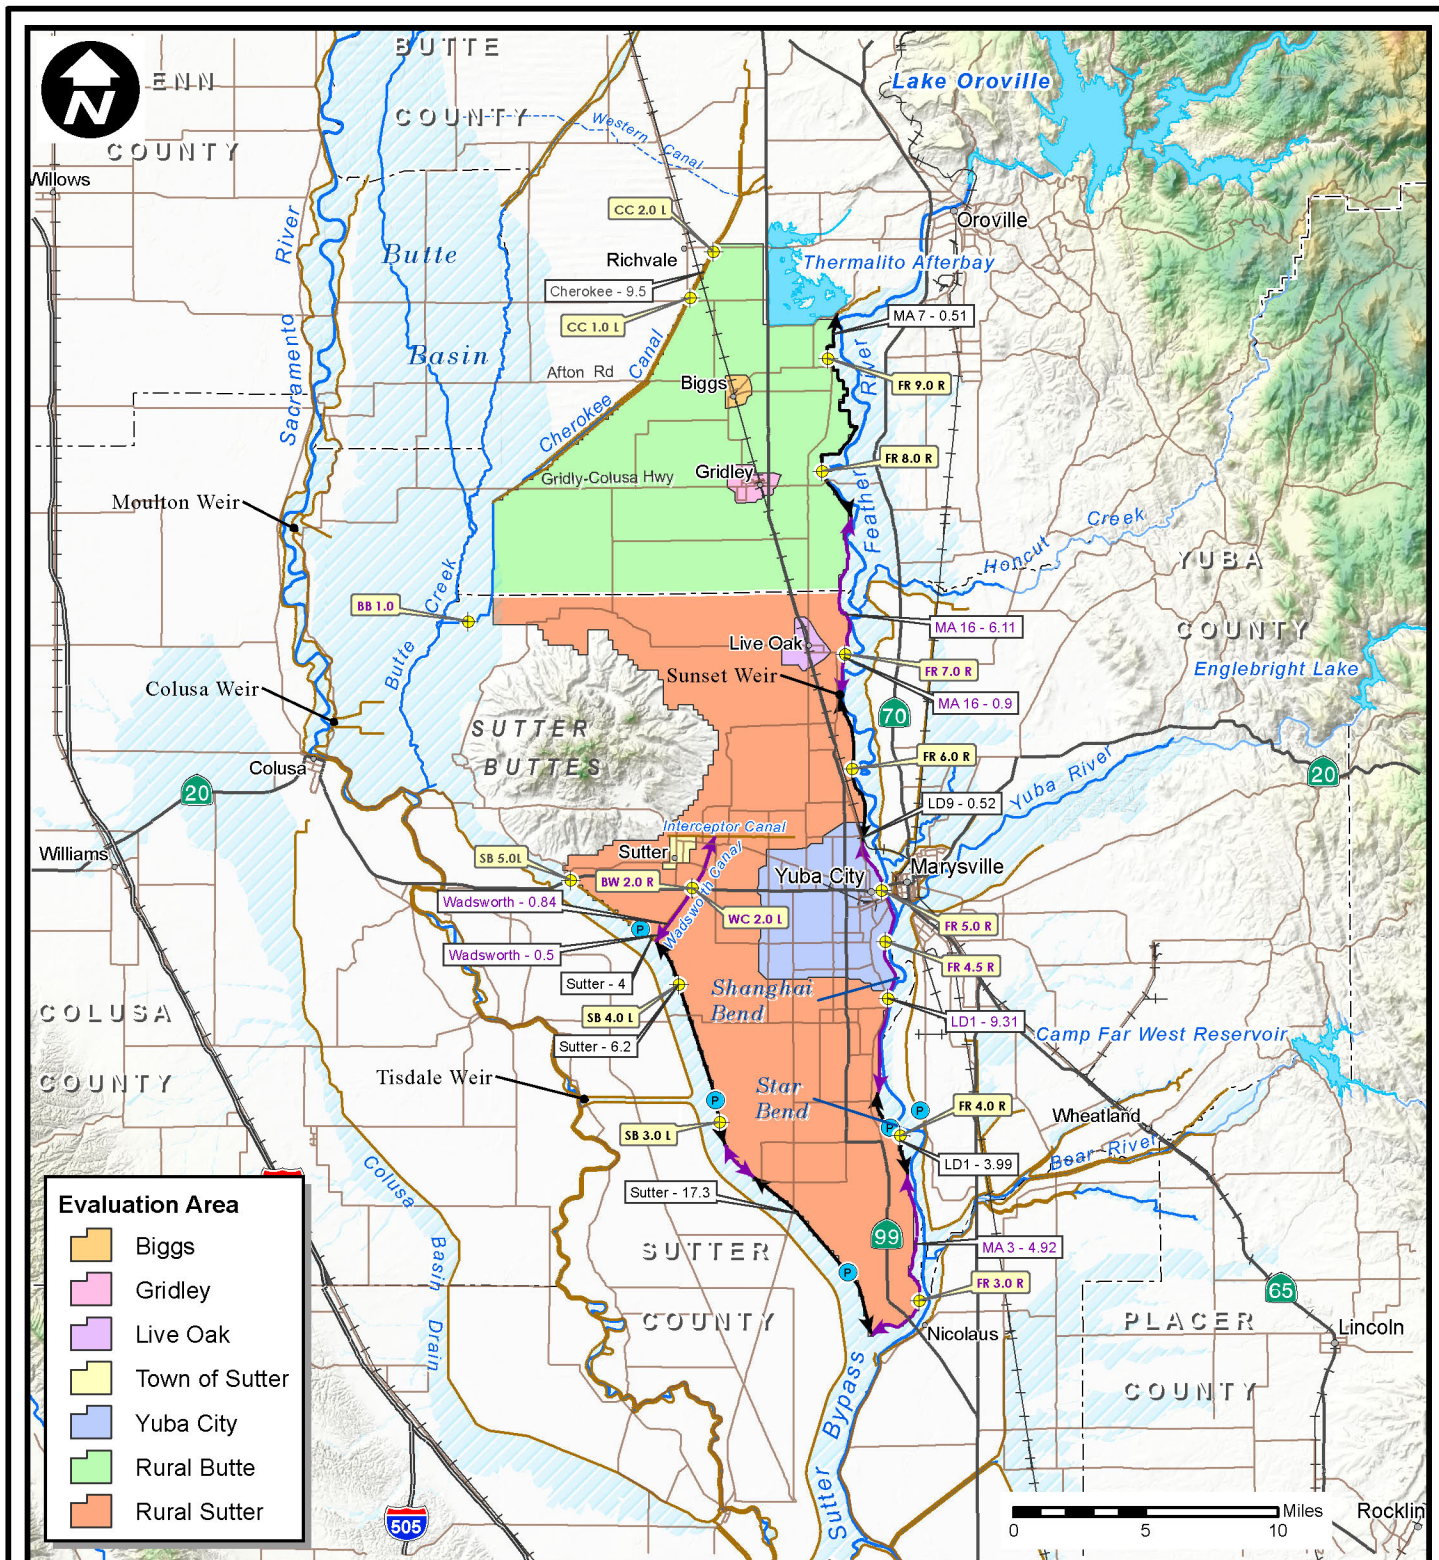 BUTTE
COUNTY
ENN
COUNTY
N
Lake Oroville
Western
Canal
Willows
CC 2.0 L
Oroville
Sacramento
River
Butte
Basin
Richvale
Thermalito Afterbay
Cherokee - 9.5
MA 7 - 0.51
CC 1.0 L
Afton Rd
Cherokee
Canal
Biggs
FR 9.0 R
Feather
River
FR 8.0 R
Gridley
Gridly-Colusa Hwy
Moulton Weir
Honcut
Creek
YUBA
COUNTY
BB 1.0
Butte
Creek
MA 16 - 6.11
Live Oak
FR 7.0 R
Englebright Lake
Sunset Weir
Colusa Weir
MA 16 - 0.9
70
SUTTER
BUTTES
FR 6.0 R
Colusa
20
20
Yuba River
LD9 - 0.52
Interceptor Canal
Williams
Sutter
SB 5.0L
Wadsworth Canal
BW 2.0 R
Yuba City
Marysville
Wadsworth - 0.84
WC 2.0 L
FR 5.0 R
P
Wadsworth - 0.5
FR 4.5 R
Sutter - 4
Shanghai
Bend
COLUSA
COUNTY
SB 4.0 L
LD1 - 9.31
Camp Far West Reservoir
Sutter - 6.2
Tisdale Weir
Star
Bend
P
P
P
FR 4.0 R
Wheatland
SB 3.0 L
Bear River
LD1 - 3.99
Colusa
Basin
Drain
Sutter - 17.3
99
MA 3 - 4.92
SUTTER
COUNTY
P
FR 3.0 R
65
PLACER
COUNTY
Nicolaus
Lincoln
Sutter
Bypass
505
Evaluation Area
Biggs
Gridley
Live Oak
Town of Sutter
Yuba City
Rural Butte
Rural Sutter
Miles
0 5 10
Rocklin